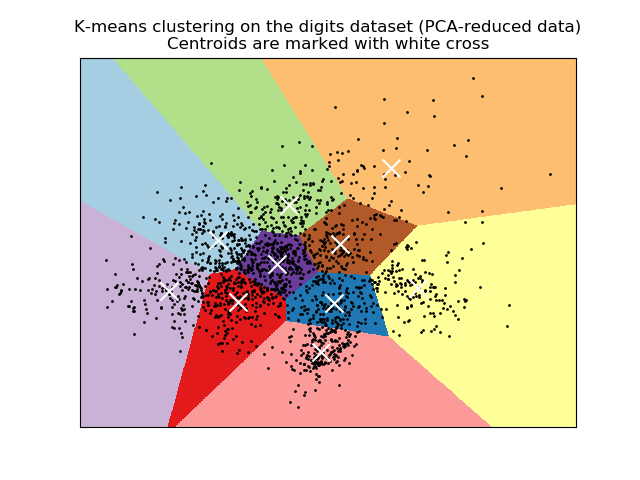 K-means clustering on the digits dataset (PCA-reduced data)
Centroids are marked with white cross